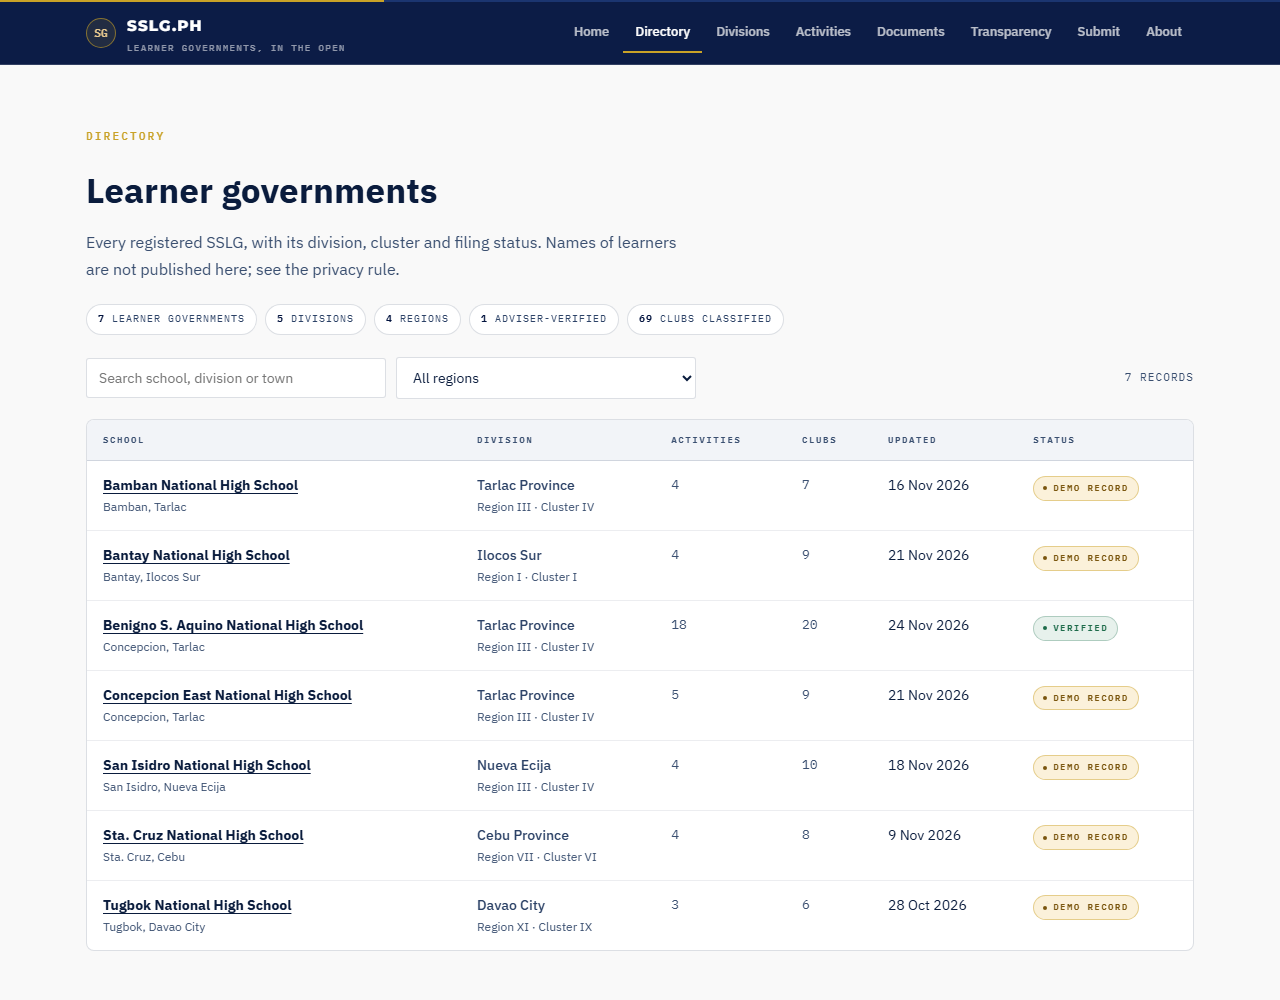 SG
SSLG.PH
LEARNER GOVERNMENTS, IN THE OPEN
Home Directory Divisions Activities Documents Transparency Submit About
DIRECTORY
Learner governments
Every registered SSLG, with its division, cluster and filing status. Names of learners
are not published here; see the privacy rule.
7 LEARNER GOVERNMENTS 5 DIVISIONS 4 REGIONS 1 ADVISER-VERIFIED 69 CLUBS CLASSIFIED
Search school, division or town All regions 7 RECORDS
SCHOOL DIVISION ACTIVITIES CLUBS UPDATED STATUS
Bamban National High School Tarlac Province 4 7 16 Nov 2026 DEMO RECORD
Bamban, Tarlac Region III · Cluster IV
Bantay National High School Ilocos Sur 4 9 21 Nov 2026 DEMO RECORD
Bantay, Ilocos Sur Region I · Cluster I
Benigno S. Aquino National High School Tarlac Province 18 20 24 Nov 2026 VERIFIED
Concepcion, Tarlac Region III · Cluster IV
Concepcion East National High School Tarlac Province 5 9 21 Nov 2026 DEMO RECORD
Concepcion, Tarlac Region III · Cluster IV
San Isidro National High School Nueva Ecija 4 10 18 Nov 2026 DEMO RECORD
San Isidro, Nueva Ecija Region III · Cluster IV
Sta. Cruz National High School Cebu Province 4 8 9 Nov 2026 DEMO RECORD
Sta. Cruz, Cebu Region VII · Cluster VI
Tugbok National High School Davao City 3 6 28 Oct 2026 DEMO RECORD
Tugbok, Davao City Region XI · Cluster IX